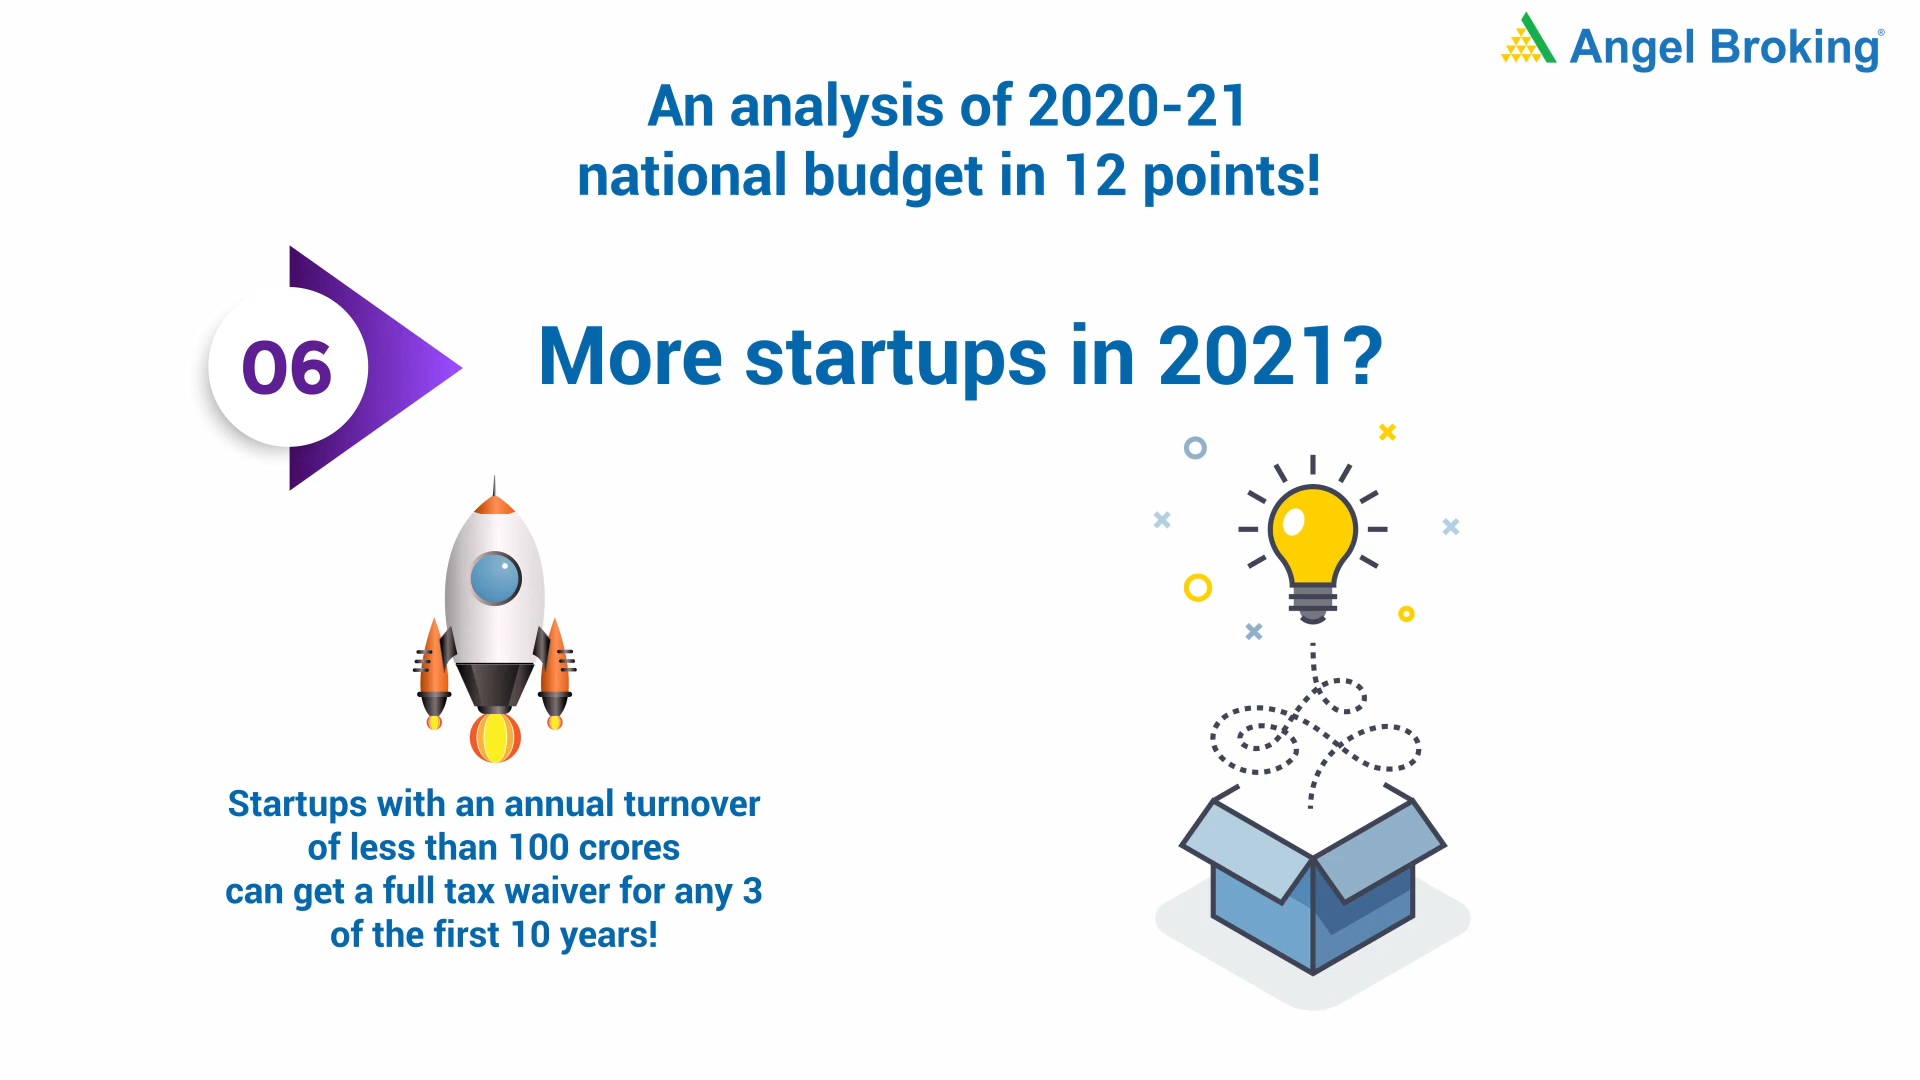 Angel Broking®
An analysis of 2020-21
national budget in 12 points!
06
More startups in 2021?
Startups with an annual turnover
of less than 100 crores
can get a full tax waiver for any 3
of the first 10 years!